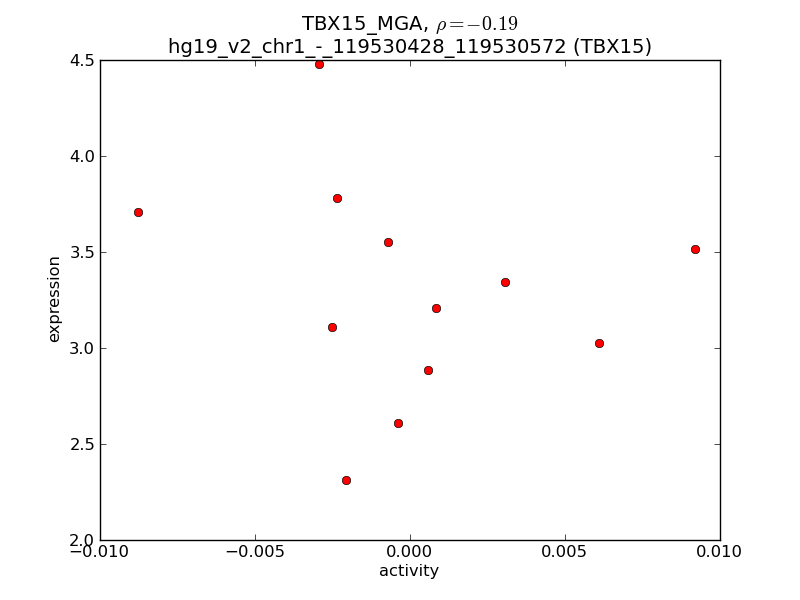 TBX15_MGA, ρ=−0.19
hg19_v2_chr1_-_119530428_119530572 (TBX15)
4.5
4.0
3.5
3.0
2.5
2.0
expression
−0.010
−0.005
0.000
0.005
0.010
activity